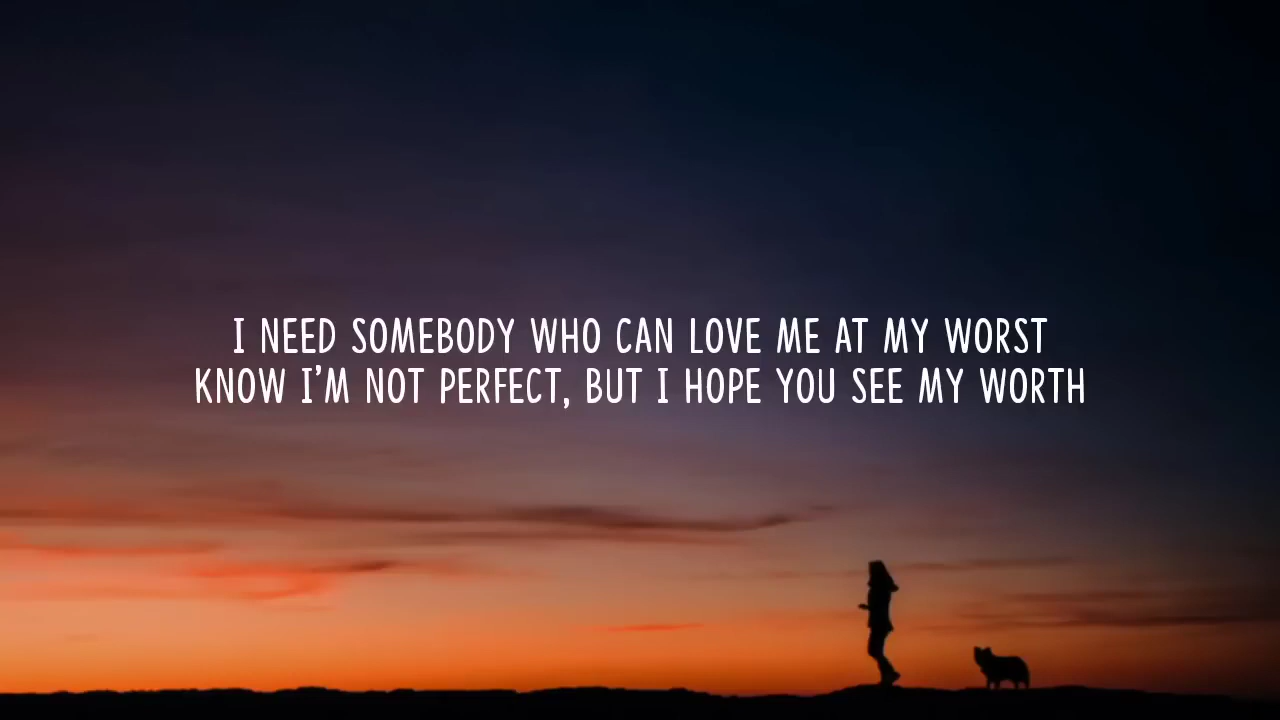 I NEED SOMEBODY WHO CAN LOVE ME AT MY WORST
KNOW I'M NOT PERFECT, BUT I HOPE YOU SEE MY WORTH